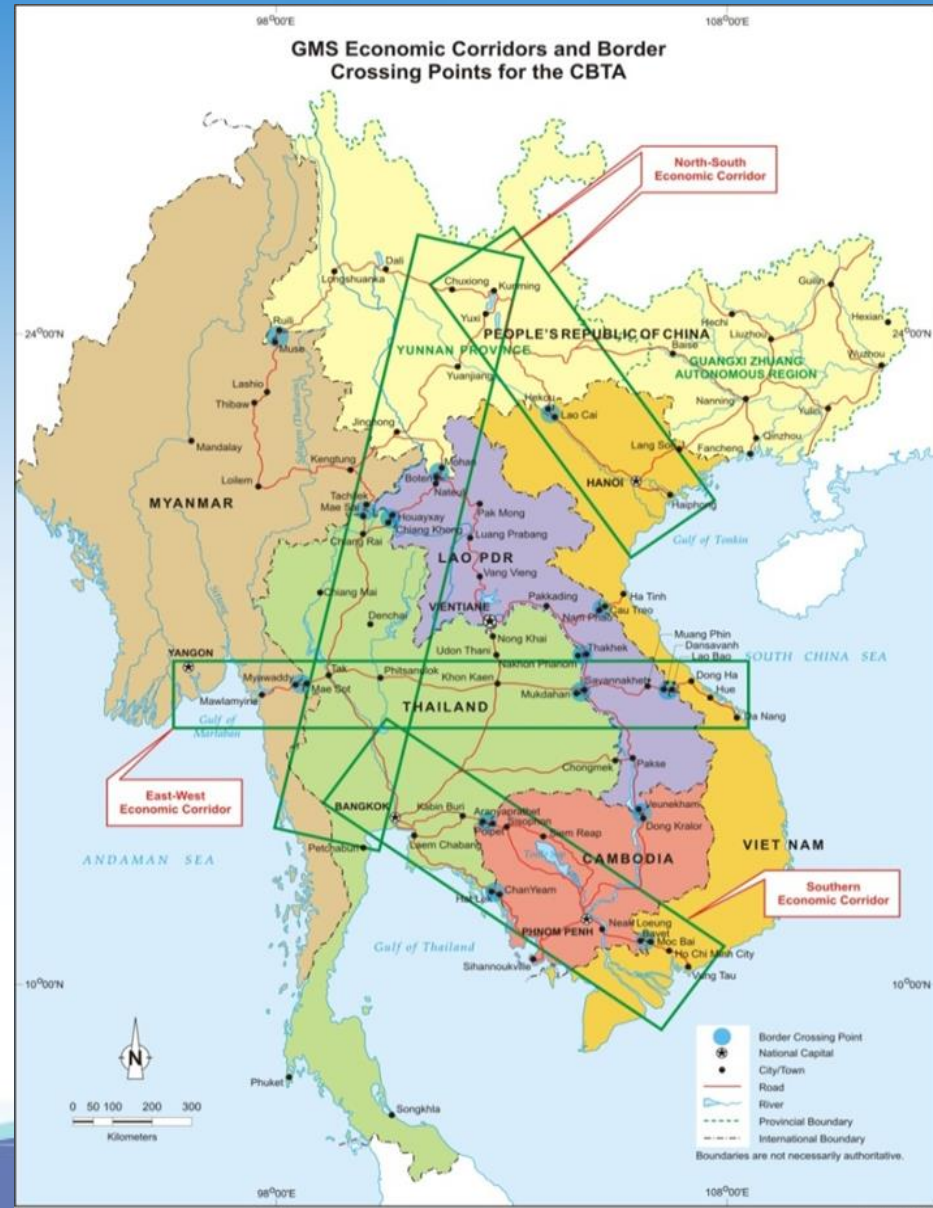 98°00'E
108°00'E
GMS Economic Corridors and Border
Crossing Points for the CBTA
North-South
Economic Corridor
Dali
Longshuanka
Chuxiong
Kunming
Guilin
Yuxi
Hechi
Hexian
24°00'N
Ruili
PEOPLE'S REPUBLIC OF CHINA
Liuzhou
24°00'N
Muse
YUNNAN PROVINCE
Baise
Wuzhou
GUANGXI ZHUANG
AUTONOMOUS REGION
Yuanjiang
Lashio
Thibaw
Hekou
Nanning
Yulin
Lao Cai
Jinghong
Mandalay
Lang Son
Fancheng
Qinzhou
Kengtung
Mohan
Loilem
Boten
HANOI
Nateuil
Haiphong
MYANMAR
Tachilek
Mae Sai
Houayxay
Pak Mong
Chiang Khong
Chiang Rai
Luang Prabang
Gulf of Tonkin
LAO PDR
Vang Vieng
Chiang Mai
Pakkading
Ha Tinh
VIENTIANE
Cau Treo
Denchai
Nam Phao
Nong Khai
Muang Phin
Udon Thani
Dansavanh
YANGON
Thakhek
Lao Bao
SOUTH CHINA SEA
Nakhon Phanom
Tak
Phitsanulok
Khon Kaen
Myawaddy
Savannakhet
Dong Ha
Mae Sot
Mukdahan
Hue
Mawlamyine
THAILAND
Da Nang
Gulf of
Martaban
Chongmek
Pakse
East-West
Economic Corridor
BANGKOK
Kabin Buri
Aranyaprathet
Veunekham
Poipet
Sisophon
Dong Kralor
Siem Reap
Laem Chabang
Petchaburi
VIET NAM
ANDAMAN SEA
CAMBODIA
Southern
Economic Corridor
ChanYeam
Hat Lek
Neak Loeung
PHNOM PENH
Bavet
Moc Bai
Gulf of Thailand
Ho Chi Minh City
Sihannoukville
Vung Tau
10°00'N
10°00'N
N
Border Crossing Point
National Capital
City/Town
Phuket
Road
0 50 100 200 300
River
Songkhla
Provincial Boundary
Kilometers
International Boundary
Boundaries are not necessarily authoritative.
98°00'E
108°00'E